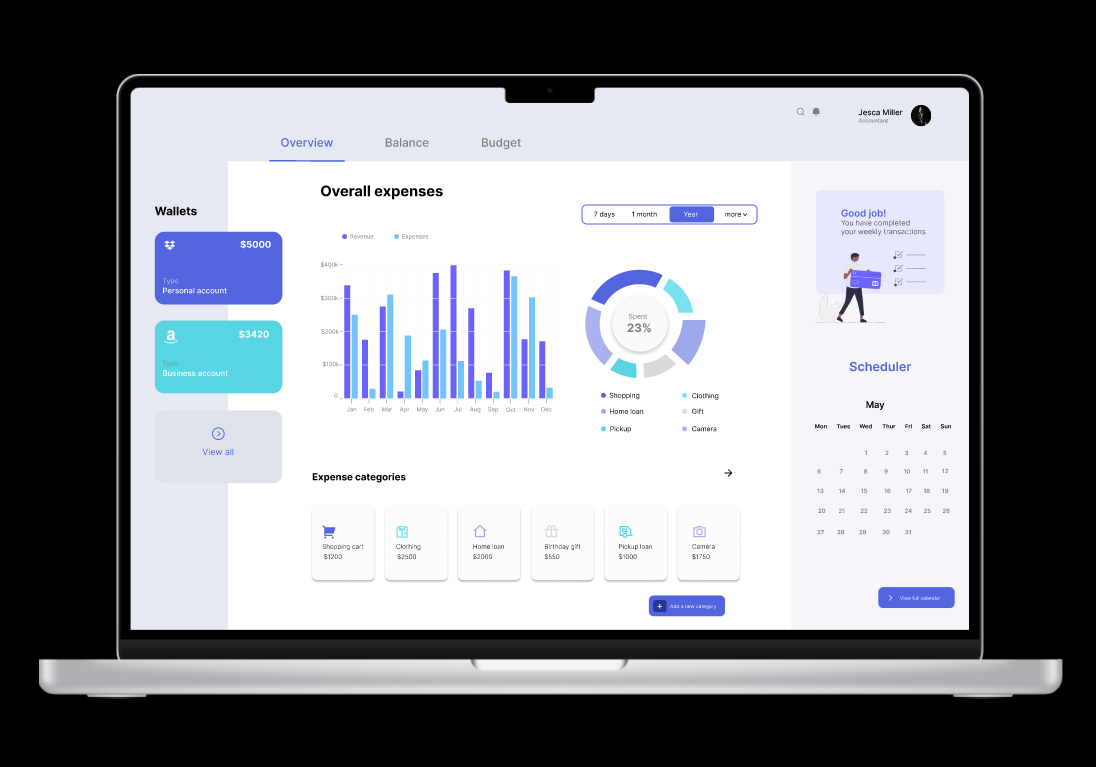 Jesca Miller
Accountant
Overview Balance Budget
Wallets
$5000
Type
Personal account
$3420
Type
Business account
View all
Overall expenses
7 days 1 month Year more
Revenue Expenses
$400k
$300k
$200k
$100k
0
Jan Feb Mar Apr May Jun Jul Aug Sep Oct Nov Dec
Spent
23%
Shopping Clothing
Home loan Gift
Pickup Camera
Expense categories
Shopping cart
$1200
Clothing
$2500
Home loan
$2000
Birthday gift
$550
Pickup loan
$1000
Camera
$1750
+ Add a new category
Good job!
You have completed
your weekly transactions
Scheduler
May
Mon Tues Wed Thur Fri Sat Sun
1 2 3 4 5
6 7 8 9 10 11 12
13 14 15 16 17 18 19
20 21 22 23 24 25 26
27 28 29 30 31
View full calendar